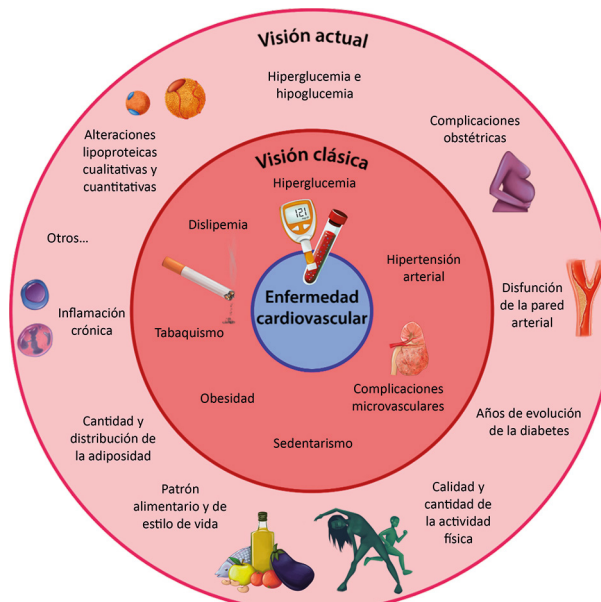 Visión actual
Hiperglucemia e
hipoglucemia
Complicaciones
obstétricas
Disfunción
de la pared
arterial
Años de evolución
de la diabetes
Calidad y
cantidad de
la actividad
física
Patrón
alimentario y de
estilo de vida
Cantidad y
distribución de
la adiposidad
Inflamación
crónica
Otros...
Alteraciones
lipoproteicas
cualitativas y
cuantitativas
Visión clásica
Hiperglucemia
121
Hipertensión
arterial
Complicaciones
microvasculares
Sedentarismo
Obesidad
Tabaquismo
Dislipemia
Enfermedad
cardiovascular